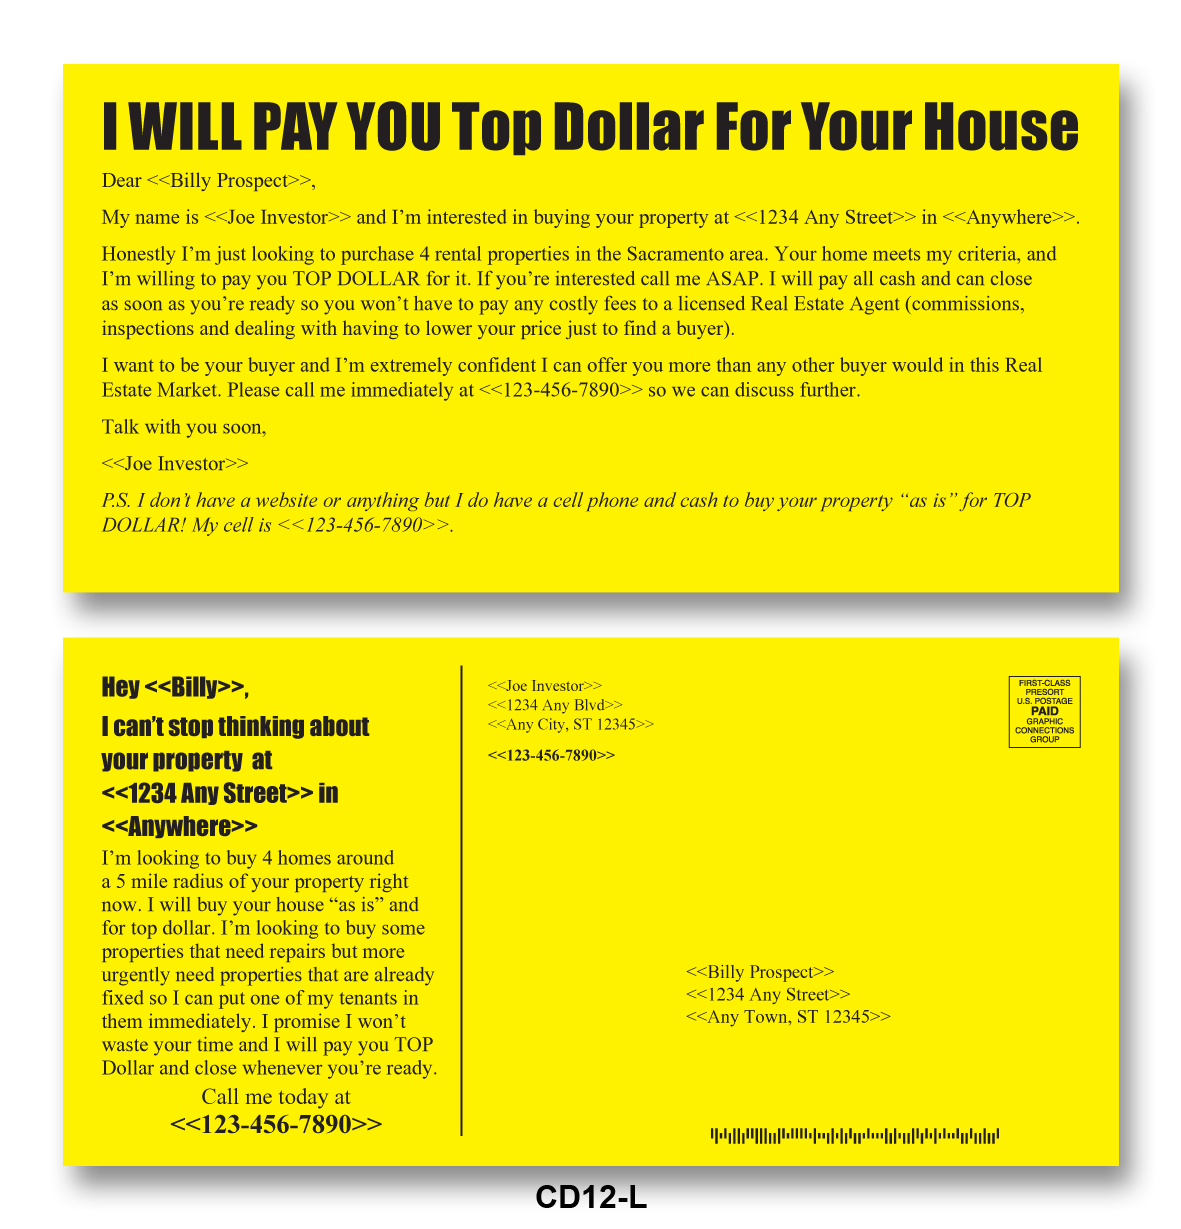 I WILL PAY YOU Top Dollar For Your House
Dear <<Billy Prospect>>,
My name is <<Joe Investor>> and I’m interested in buying your property at <<1234 Any Street>> in <<Anywhere>>.
Honestly I’m just looking to purchase 4 rental properties in the Sacramento area. Your home meets my criteria, and
I’m willing to pay you TOP DOLLAR for it. If you’re interested call me ASAP. I will pay all cash and can close
as soon as you’re ready so you won’t have to pay any costly fees to a licensed Real Estate Agent (commissions,
inspections and dealing with having to lower your price just to find a buyer).
I want to be your buyer and I’m extremely confident I can offer you more than any other buyer would in this Real
Estate Market. Please call me immediately at <<123-456-7890>> so we can discuss further.
Talk with you soon,
<<Joe Investor>>
P.S. I don’t have a website or anything but I do have a cell phone and cash to buy your property “as is” for TOP
DOLLAR! My cell is <<123-456-7890>>.
Hey <<Billy>>,
I can’t stop thinking about
your property at
<<1234 Any Street>> in
<<Anywhere>>
I’m looking to buy 4 homes around
a 5 mile radius of your property right
now. I will buy your house “as is” and
for top dollar. I’m looking to buy some
properties that need repairs but more
urgently need properties that are already
fixed so I can put one of my tenants in
them immediately. I promise I won’t
waste your time and I will pay you TOP
Dollar and close whenever you’re ready.
Call me today at
<<123-456-7890>>
<<Joe Investor>>
<<1234 Any Blvd>>
<<Any City, ST 12345>>
<<123-456-7890>>
FIRST-CLASS
PRESORT
U.S. POSTAGE
PAID
GRAPHIC
CONNECTIONS
GROUP
<<Billy Prospect>>
<<1234 Any Street>>
<<Any Town, ST 12345>>
CD12-L